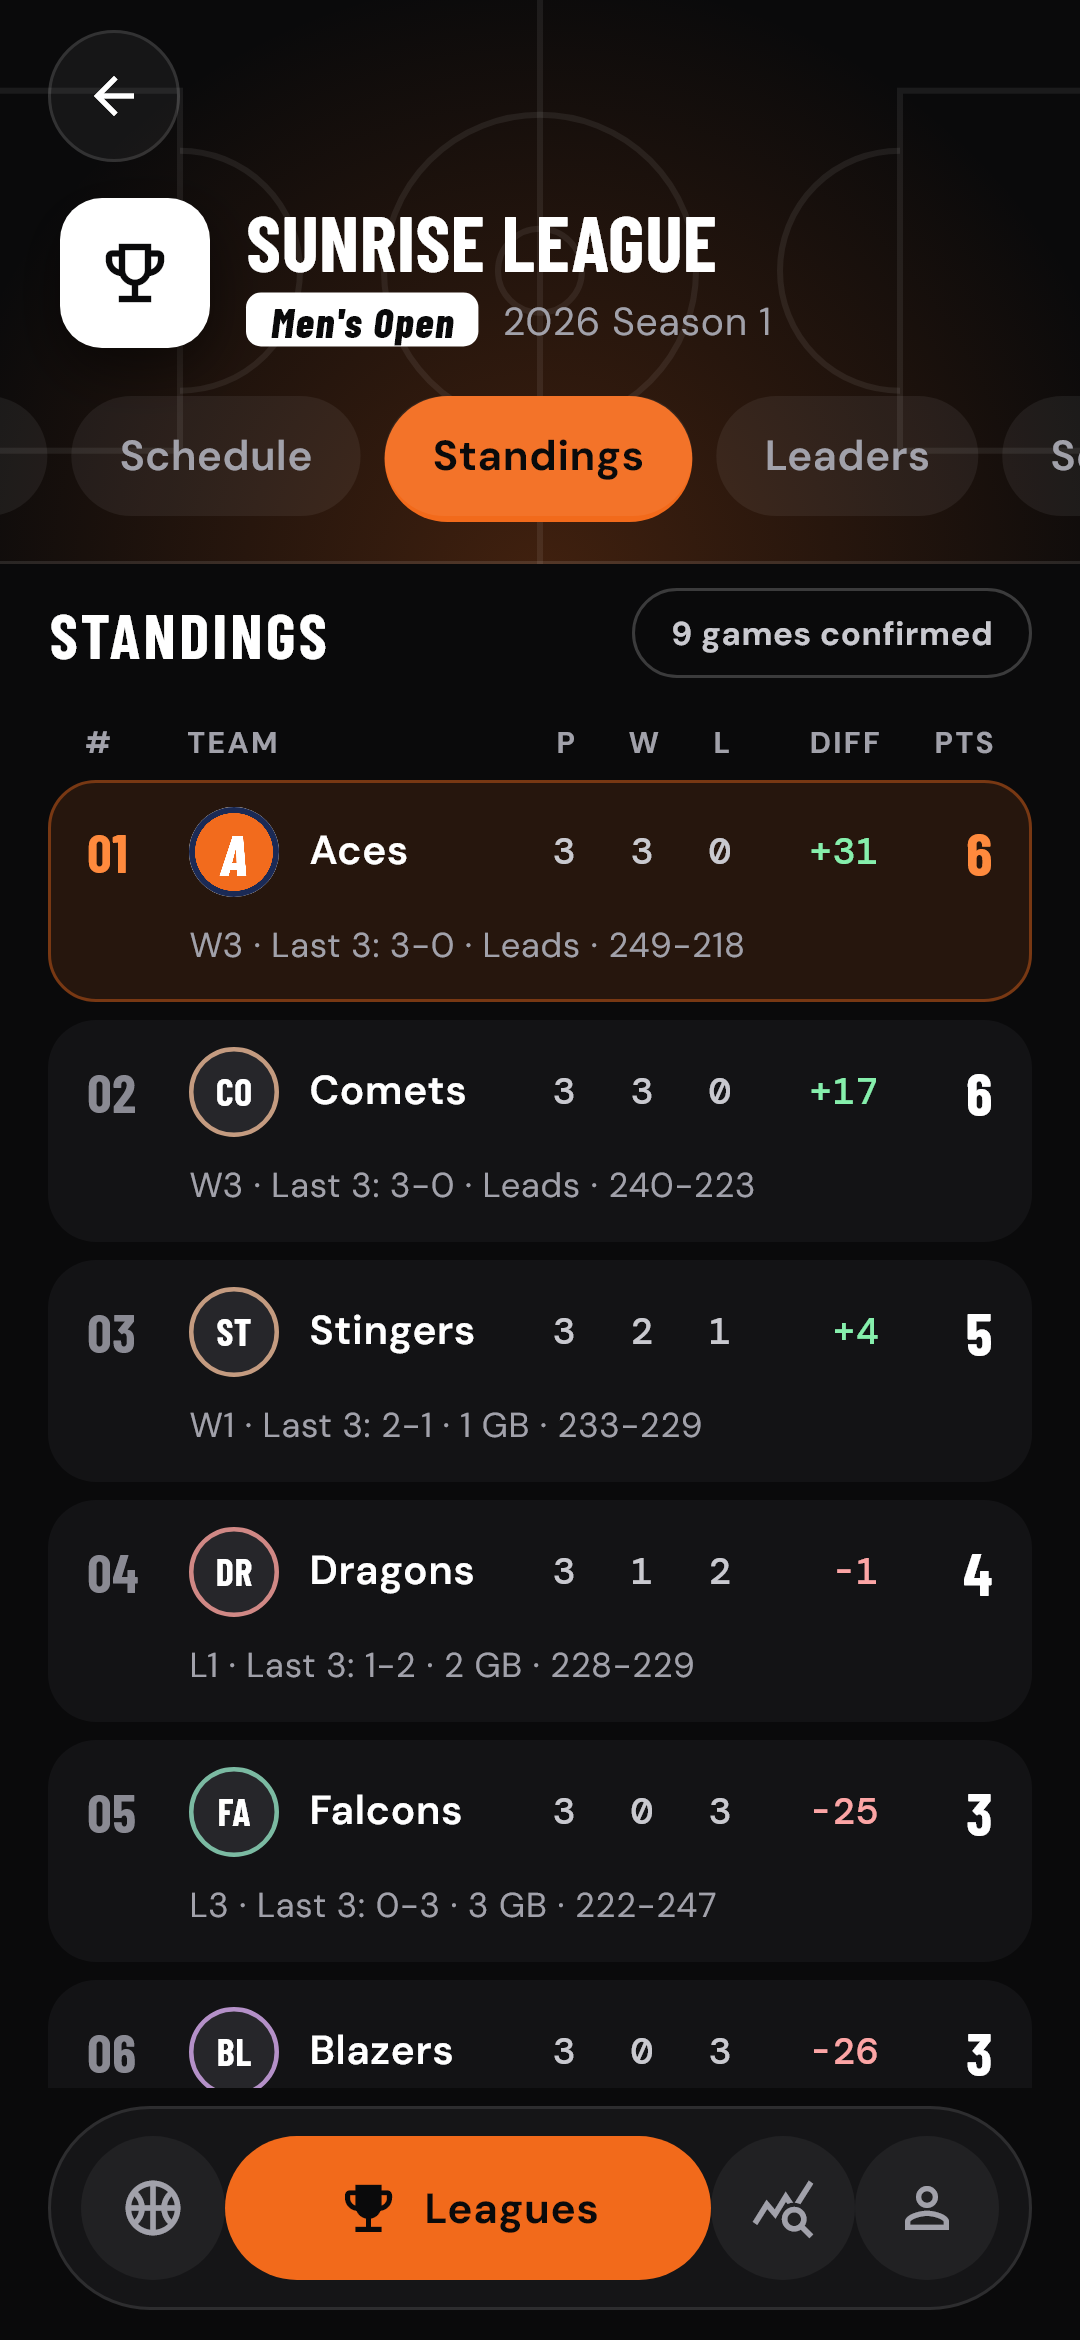 SUNRISE LEAGUE
Men's Open 2026 Season 1
Schedule Standings Leaders
STANDINGS 9 games confirmed
# TEAM P W L DIFF PTS
01 A Aces 3 3 0 +31 6
W3 · Last 3: 3-0 · Leads · 249-218
02 CO Comets 3 3 0 +17 6
W3 · Last 3: 3-0 · Leads · 240-223
03 ST Stingers 3 2 1 +4 5
W1 · Last 3: 2-1 · 1 GB · 233-229
04 DR Dragons 3 1 2 -1 4
L1 · Last 3: 1-2 · 2 GB · 228-229
05 FA Falcons 3 0 3 -25 3
L3 · Last 3: 0-3 · 3 GB · 222-247
06 BL Blazers 3 0 3 -26 3
Leagues